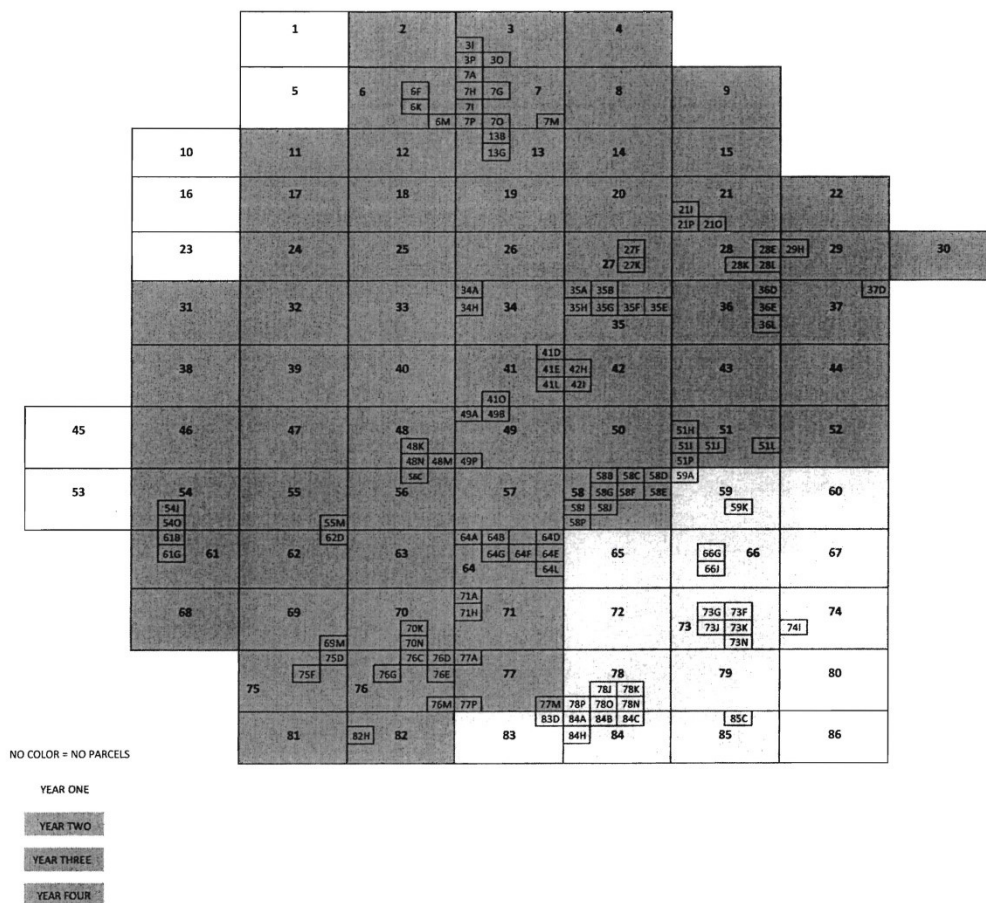 1 2 3 4
3I
3P 3O
7A
5 6 6F 7H 7G 7 8 9
6K 7I
6M 7P 7O 7M
13B
10 11 12 13G 13 14 15
16 17 18 19 20 21 22
21I
21P 21O
23 24 25 26 27F 28 28E 29H 29 30
27 27K 28K 28L
31 32 33 34A 34 35A 35B 36 36D 37 37D
34H 35H 35G 35F 35E 36E
35 36L
41D
38 39 40 41 41E 42H 42 43 44
41L 42I
41O
49A 49B
45 46 47 48 49 50 51H 51 52
48K 51I 51J 51L
48N 48M 49P 51P
56C 58B 58C 58D 59A
53 54 55 56 57 58 58G 58F 58E 59 60
54J 58I 58J 59K
54O 55M 58P
61B 62D 64A 64B 64D
61G 61 62 63 64G 64F 64E 65 66G 66 67
64 64L 66J
71A
68 69 70 71H 71 72 73G 73F 74
70K 73 73J 73K 74I
69M 70N 73N
75D 76C 76D 77A
75F 76G 76E 77 78 79 80
75 76 78J 78K
76M 77P 77M 78P 78O 78N
83D 84A 84B 84C 85C
81 82H 82 83 84H 84 85 86
NO COLOR = NO PARCELS
YEAR ONE
YEAR TWO
YEAR THREE
YEAR FOUR